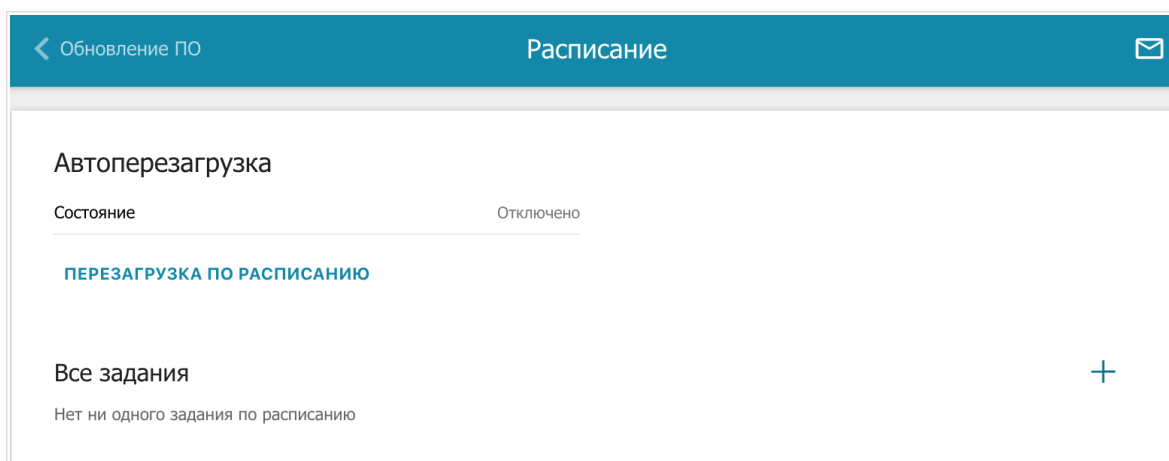 Обновление ПО
Расписание
Автоперезагрузка
Состояние Отключено
ПЕРЕЗАГРУЗКА ПО РАСПИСАНИЮ
Все задания
Нет ни одного задания по расписанию